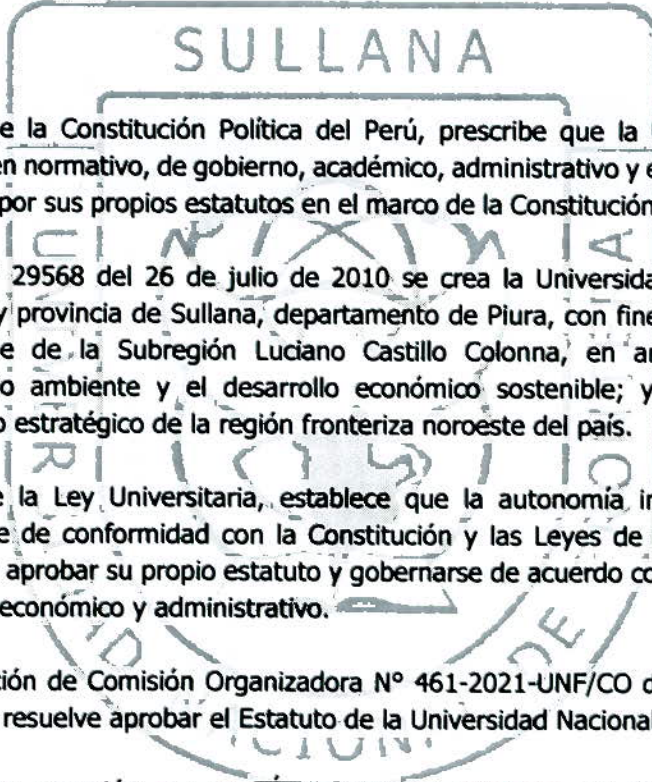 SULLANA
e la Constitución Política del Perú, prescribe que la
en normativo, de gobierno, académico, administrativo y e
por sus propios estatutos en el marco de la Constitución
29568 del 26 de julio de 2010 se crea la Universida
y provincia de Sullana, departamento de Piura, con fine
e de la Subregión Luciano Castillo Colonna, en ar
o ambiente y el desarrollo económico sostenible; y
o estratégico de la región fronteriza noroeste del país.
e la Ley Universitaria, establece que la autonomía in
e de conformidad con la Constitución y las Leyes de
aprobar su propio estatuto y gobernarse de acuerdo co
económico y administrativo.
ción de Comisión Organizadora Nº 461-2021-UNF/CO d
resuelve aprobar el Estatuto de la Universidad Nacional